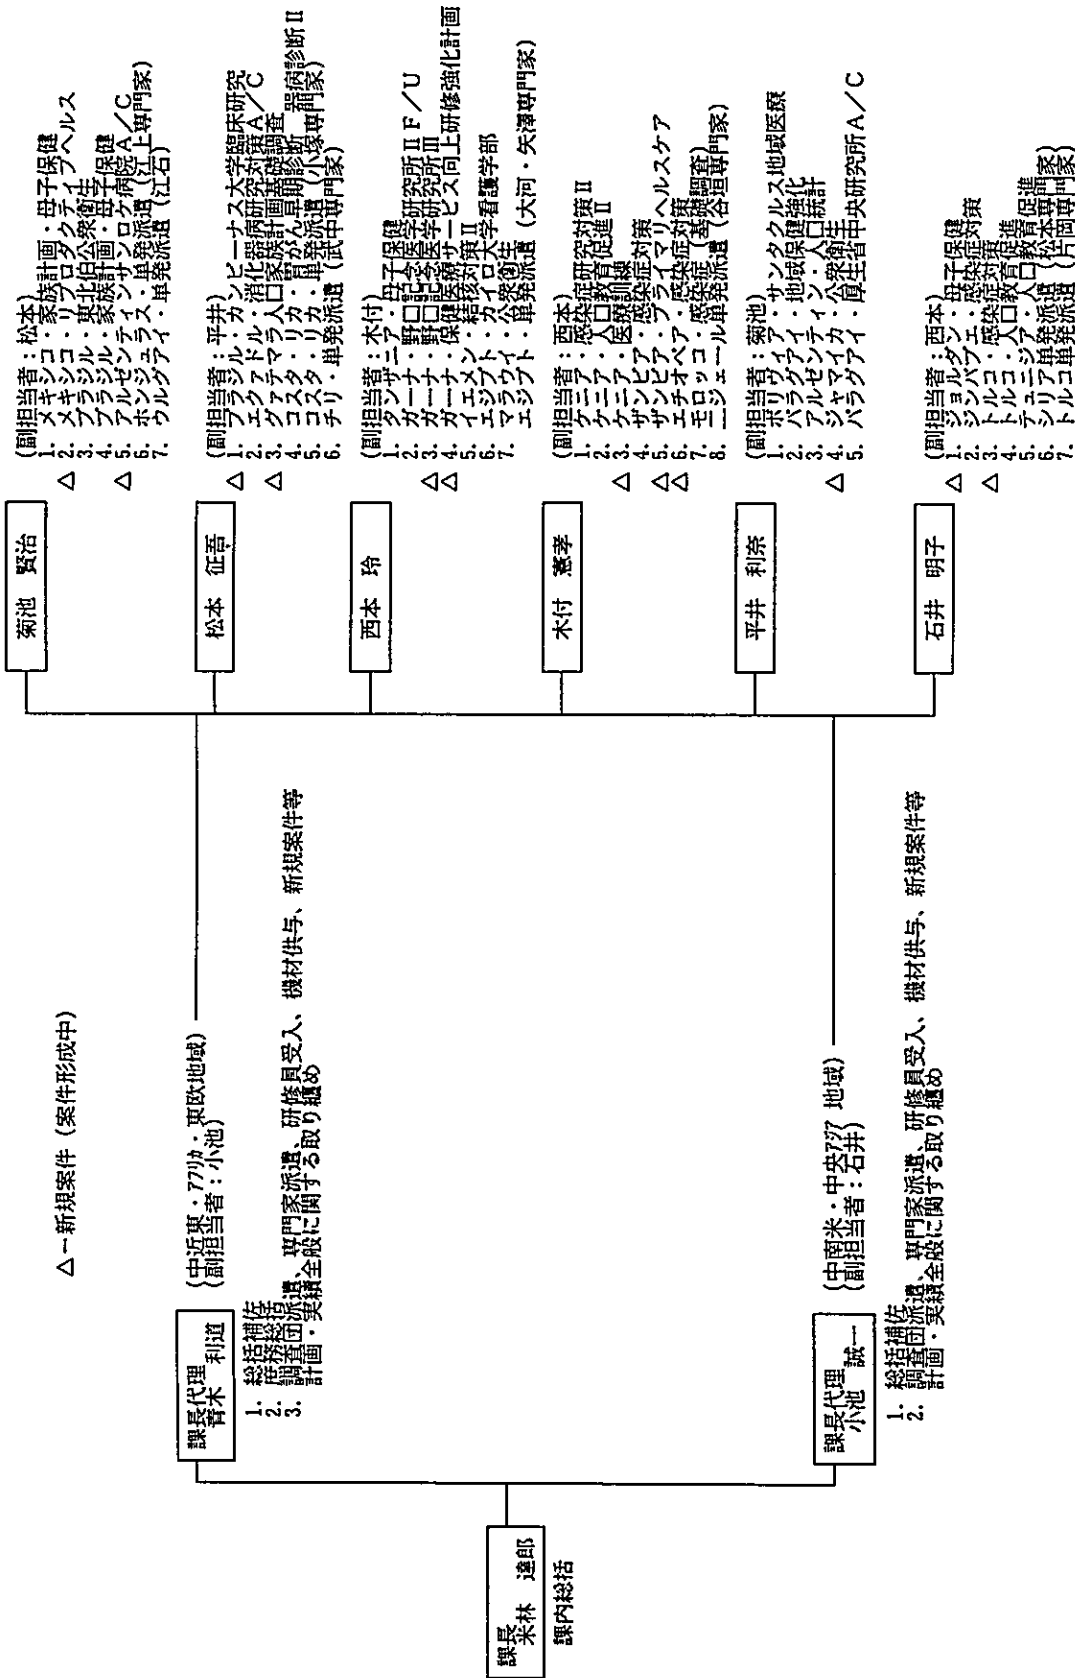 △ー新規案件（案件形成中）
課長
米林　達郎
課内総括
課長代理
青木　利道
（中近東・ｱﾌﾘｶ・東欧地域）
（副担当者：小池）
1. 総括補佐
2. 庶務総括
3. 調査団派遣、専門家派遣、研修員受入、機材供与、新規案件等
計画・実績全般に関する取り纏め
課長代理
小池　誠一
（中南米・中央ｱｼﾞｱ 地域）
（副担当者：石井）
1. 総括補佐
2. 調査団派遣、専門家派遣、研修員受入、機材供与、新規案件等
計画・実績全般に関する取り纏め
菊池　賢治
（副担当者：松本）
1. メキシコ・家族計画・母子保健
△ 2. メキシコ・リプロダクティブヘルス
3. ブラジル・東北伯公衆衛生
4. ブラジル・家族計画・母子保健
△ 5. アルゼンティン・サンロケ病院Ａ／Ｃ
6. ホンジュラス・単発派遣（江上専門家）
7. ウルグアイ・単発派遣（江石）
松本　征吾
（副担当者：平井）
△ 1. ブラジル・カンピーナス大学臨床研究
2. エクアドル・消化器病研究対策Ａ／Ｃ
△ 3. グァテマラ人口家族計画基礎調査
4. コスタ・リカ・胃がん早期診断　器病診断Ⅱ
5. コスタ・リカ・単発派遣（小塚専門家）
6. チリ・単発派遣（武中専門家）
西本　玲
（副担当者：木付）
1. タンザニア・母子保健
2. ガーナ・野口記念医学研究所ⅡＦ／Ｕ
△ 3. ガーナ・野口記念医学研究所Ⅲ
△ 4. ガーナ・保健医療サービス向上研修強化計画
5. イエメン・結核対策Ⅱ
6. エジプト・カイロ大学看護学部
7. マラウイ・公衆衛生
エジプト・単発派遣（大河・矢澤専門家）
木付　憲孝
（副担当者：西本）
1. ケニア・感染症研究対策Ⅱ
2. ケニア・人口教育促進Ⅱ
△ 3. ケニア・医療訓練
4. ザンビア・感染症対策
△ 5. ザンビア・プライマリヘルスケア
△ 6. エチオペア・感染症対策
7. モロッコ・感染症（基礎調査）
8. ニジェール単発派遣（谷垣専門家）
平井　利奈
（副担当者：菊池）
1. ボリヴィア・サンタクルス地域医療
2. パラグアイ・地域保健強化
3. アルゼンティン・人口統計
△ 4. ジャマイカ・公衆衛生
5. パラグアイ・厚生省中央研究所Ａ／Ｃ
石井　明子
（副担当者：西本）
△ 1. ジョルダン・母子保健
2. ジンバブエ・感染症対策
△ 3. トルコ・感染症対策
4. トルコ・人口教育促進
5. テュニジア・人口教育促進
6. シリア単発派遣（松本専門家）
7. トルコ単発派遣（片岡専門家）